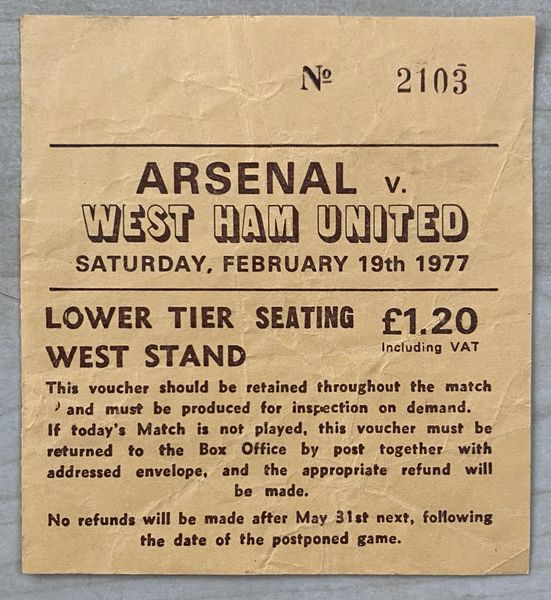 Nº 2103
ARSENAL v.
WEST HAM UNITED
SATURDAY, FEBRUARY 19th 1977
LOWER TIER SEATING £1.20
Including VAT
WEST STAND
This voucher should be retained throughout the match
and must be produced for inspection on demand.
If today's Match is not played, this voucher must be
returned to the Box Office by post together with
addressed envelope, and the appropriate refund will
be made.
No refunds will be made after May 31st next, following
the date of the postponed game.